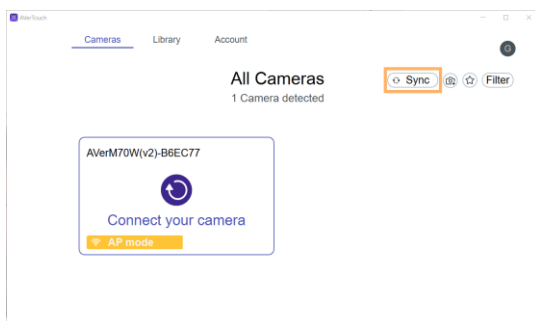 AVerTouch
Cameras Library Account
G
All Cameras
Sync Filter
1 Camera detected
AVerM70W(v2)-B6EC77
Connect your camera
AP mode